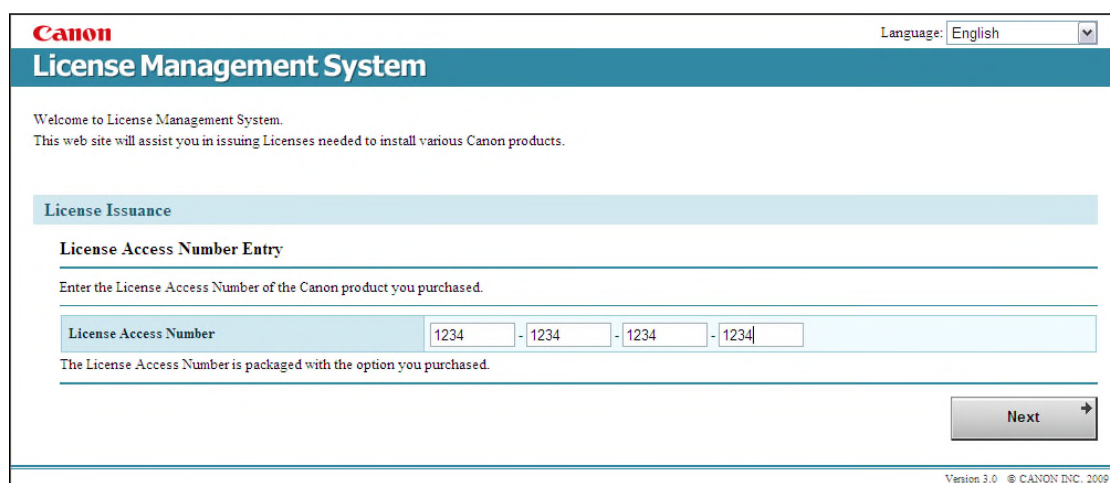 Canon
Language: English
License Management System
Welcome to License Management System.
This web site will assist you in issuing Licenses needed to install various Canon products.
License Issuance
License Access Number Entry
Enter the License Access Number of the Canon product you purchased.
License Access Number 1234 - 1234 - 1234 - 1234
The License Access Number is packaged with the option you purchased.
Next
Version 3.0 © CANON INC. 2009